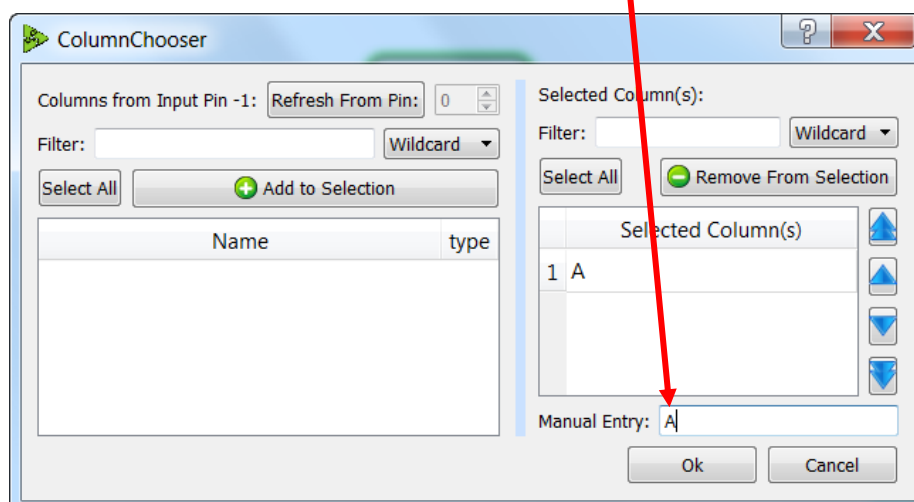 ColumnChooser
?
X
Columns from Input Pin -1: Refresh From Pin: 0
Filter: Wildcard
Select All Add to Selection
Name type
Selected Column(s):
Filter: Wildcard
Select All Remove From Selection
Selected Column(s)
1 A
Manual Entry: A
Ok Cancel